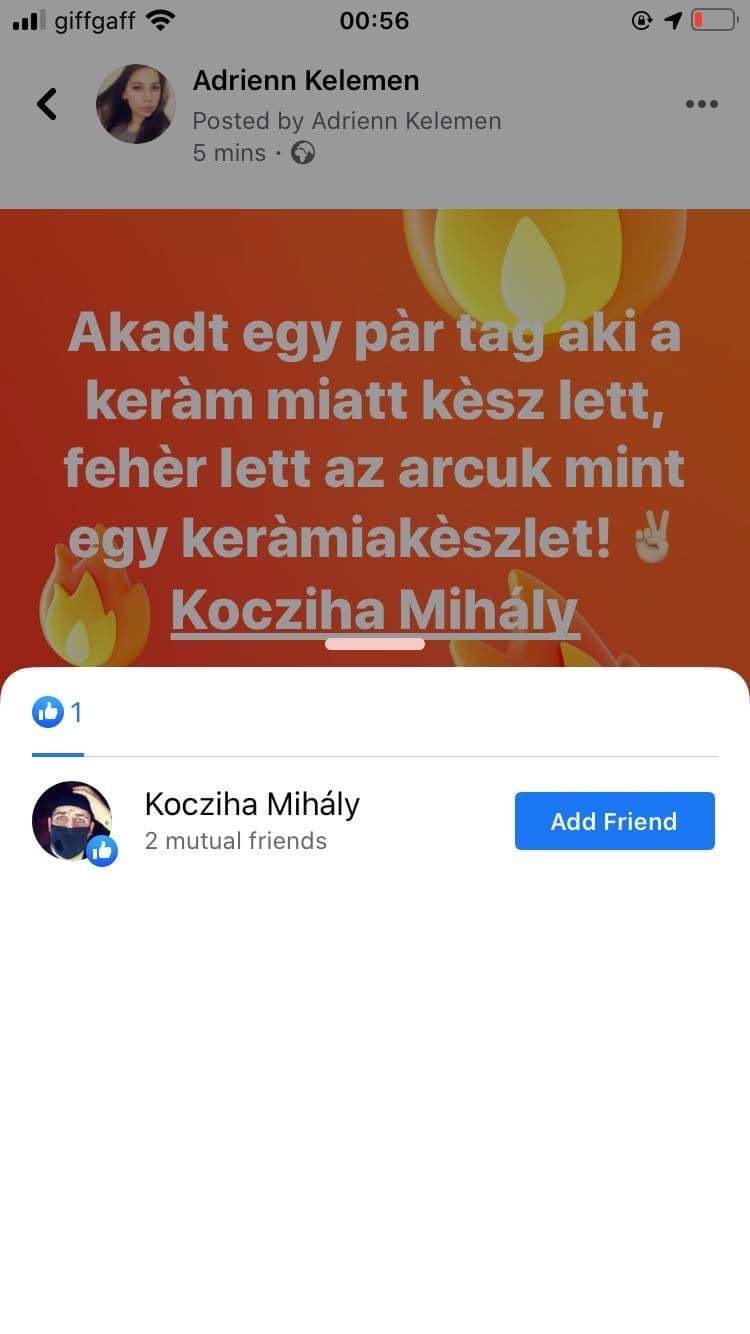 giffgaff 00:56
Adrienn Kelemen
Posted by Adrienn Kelemen
5 mins ·
Akadt egy pàr tag aki a
keràm miatt kèsz lett,
fehèr lett az arcuk mint
egy keràmiakèszlet! ✌🏻
Kocziha Mihály
1
Kocziha Mihály
2 mutual friends
Add Friend